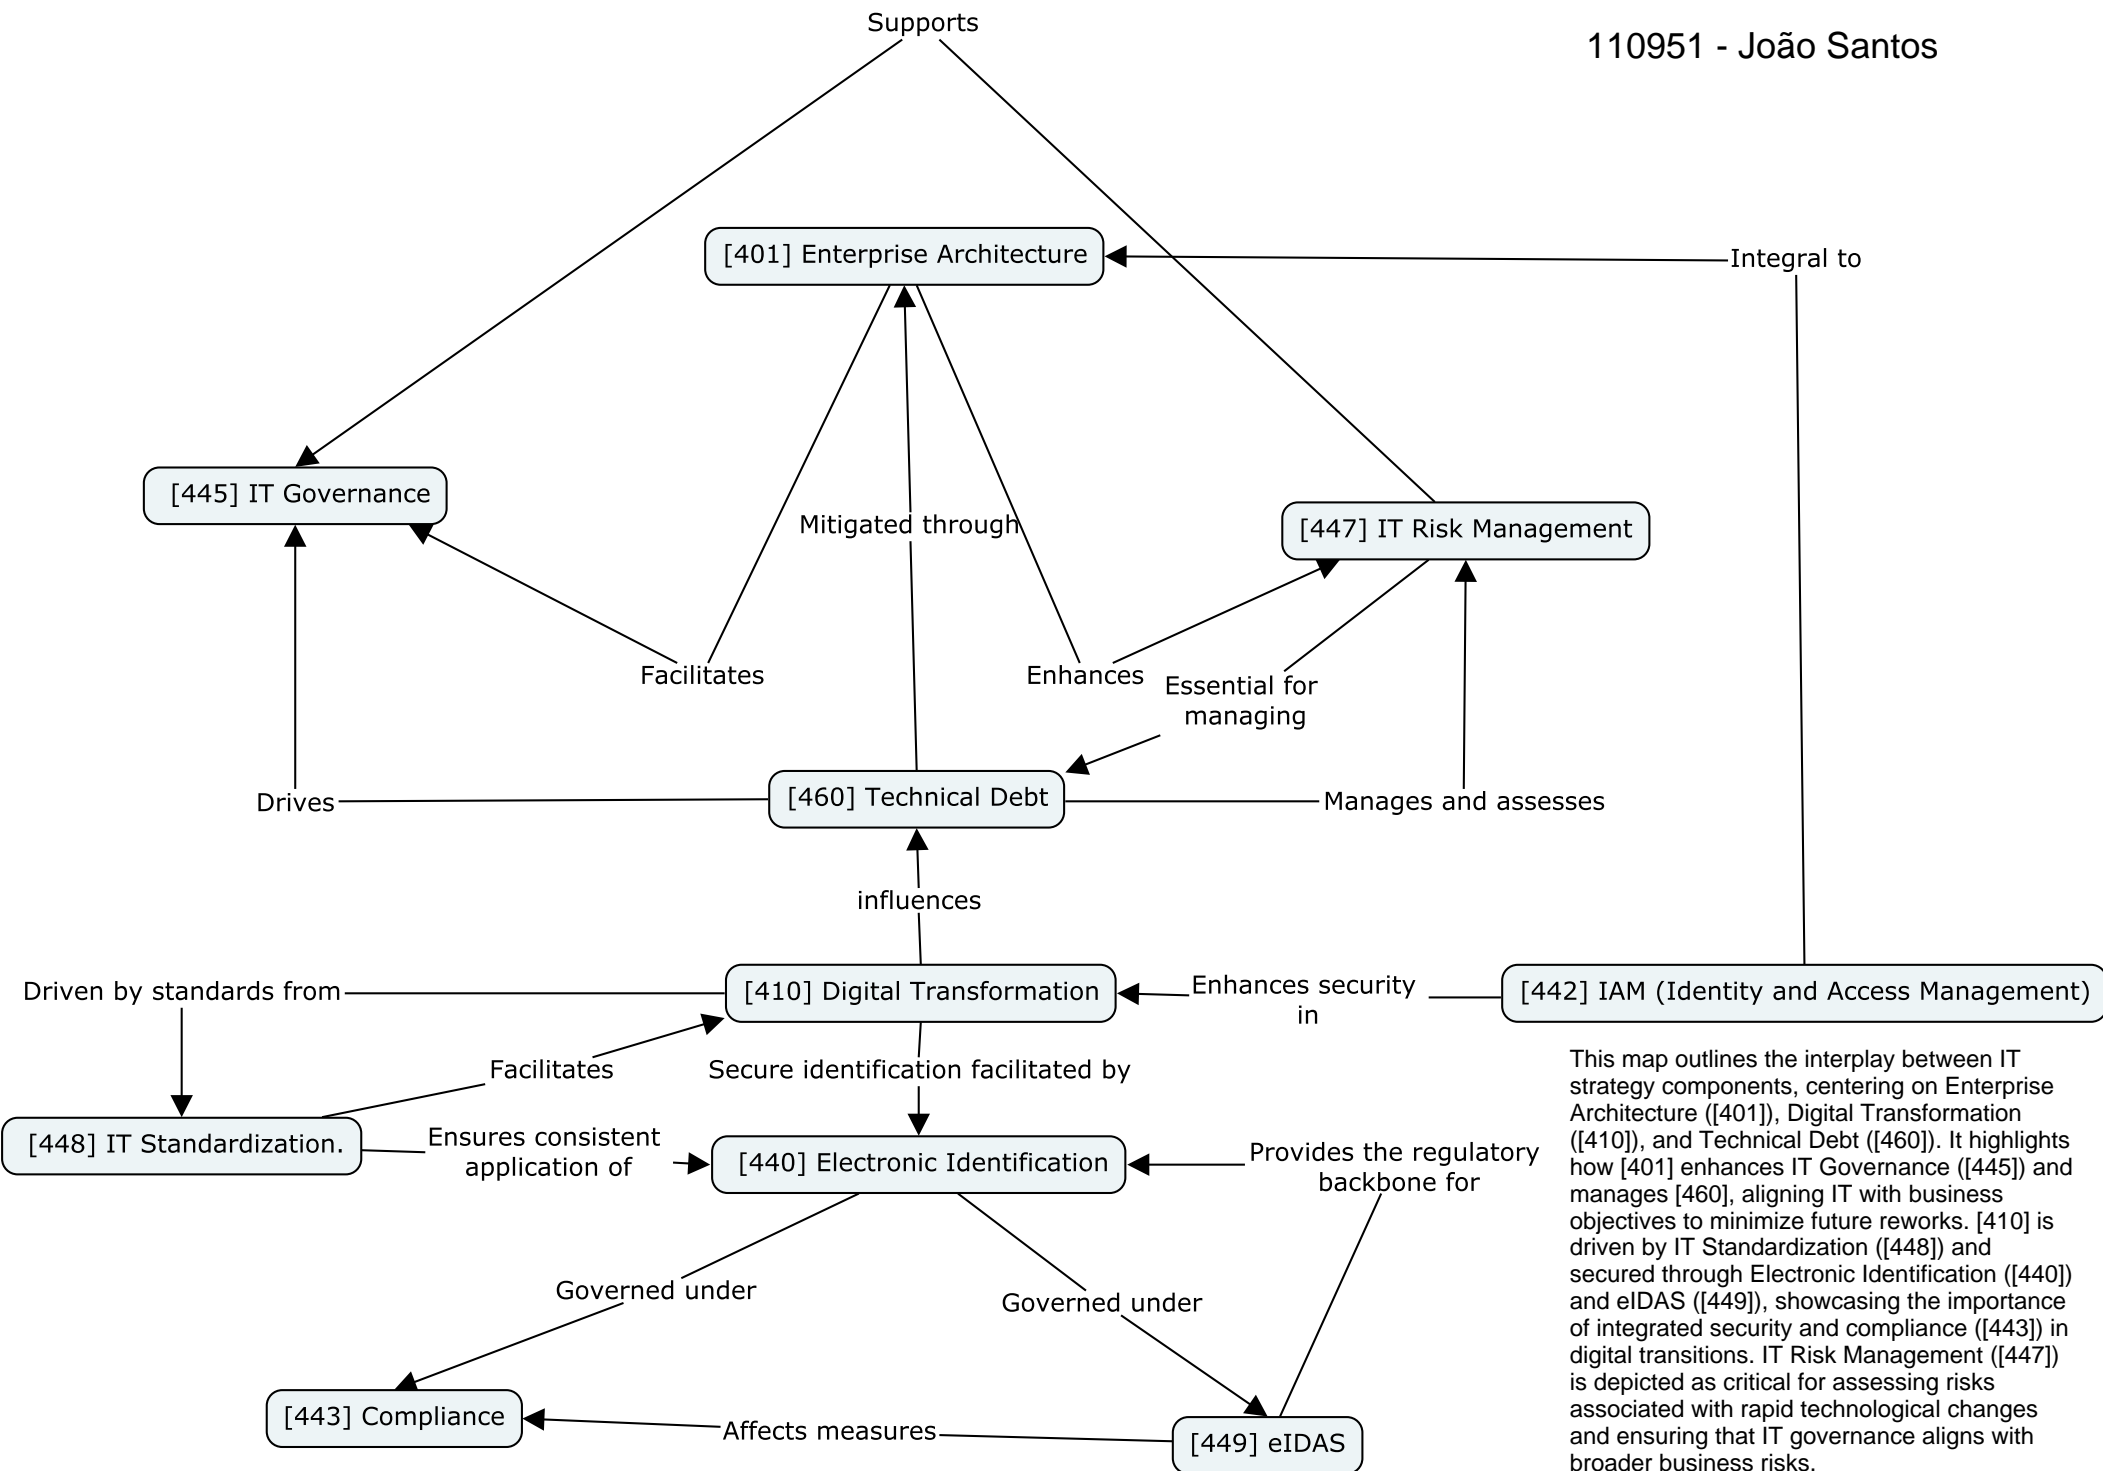 Supports
110951 - João Santos
[401] Enterprise Architecture
Integral to
[445] IT Governance
Mitigated through
[447] IT Risk Management
Facilitates
Enhances
Essential for
managing
Drives
[460] Technical Debt
Manages and assesses
influences
Driven by standards from
[410] Digital Transformation
Enhances security
in
[442] IAM (Identity and Access Management)
Facilitates
Secure identification facilitated by
[448] IT Standardization.
Ensures consistent
application of
[440] Electronic Identification
Provides the regulatory
backbone for
Governed under
Governed under
[443] Compliance
Affects measures
[449] eIDAS
This map outlines the interplay between IT
strategy components, centering on Enterprise
Architecture ([401]), Digital Transformation
([410]), and Technical Debt ([460]). It highlights
how [401] enhances IT Governance ([445]) and
manages [460], aligning IT with business
objectives to minimize future reworks. [410] is
driven by IT Standardization ([448]) and
secured through Electronic Identification ([440])
and eIDAS ([449]), showcasing the importance
of integrated security and compliance ([443]) in
digital transitions. IT Risk Management ([447])
is depicted as critical for assessing risks
associated with rapid technological changes
and ensuring that IT governance aligns with
broader business risks.